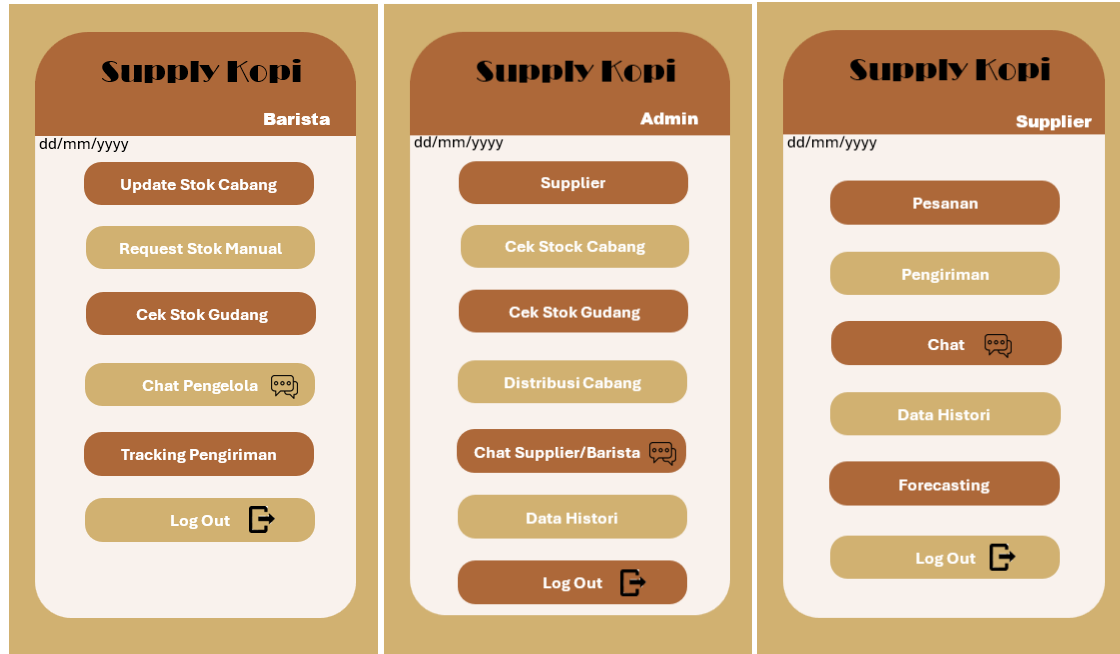 Supply Kopi
Barista
dd/mm/yyyy
Update Stok Cabang
Request Stok Manual
Cek Stok Gudang
Chat Pengelola
Tracking Pengiriman
Log Out
Supply Kopi
Admin
dd/mm/yyyy
Supplier
Cek Stock Cabang
Cek Stok Gudang
Distribusi Cabang
Chat Supplier/Barista
Data Histori
Log Out
Supply Kopi
Supplier
dd/mm/yyyy
Pesanan
Pengiriman
Chat
Data Histori
Forecasting
Log Out